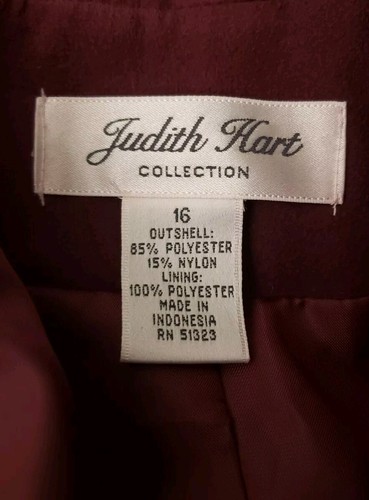 Judith Hart
COLLECTION
16
OUTSHELL:
85% POLYESTER
15% NYLON
LINING:
100% POLYESTER
MADE IN
INDONESIA
RN 51323